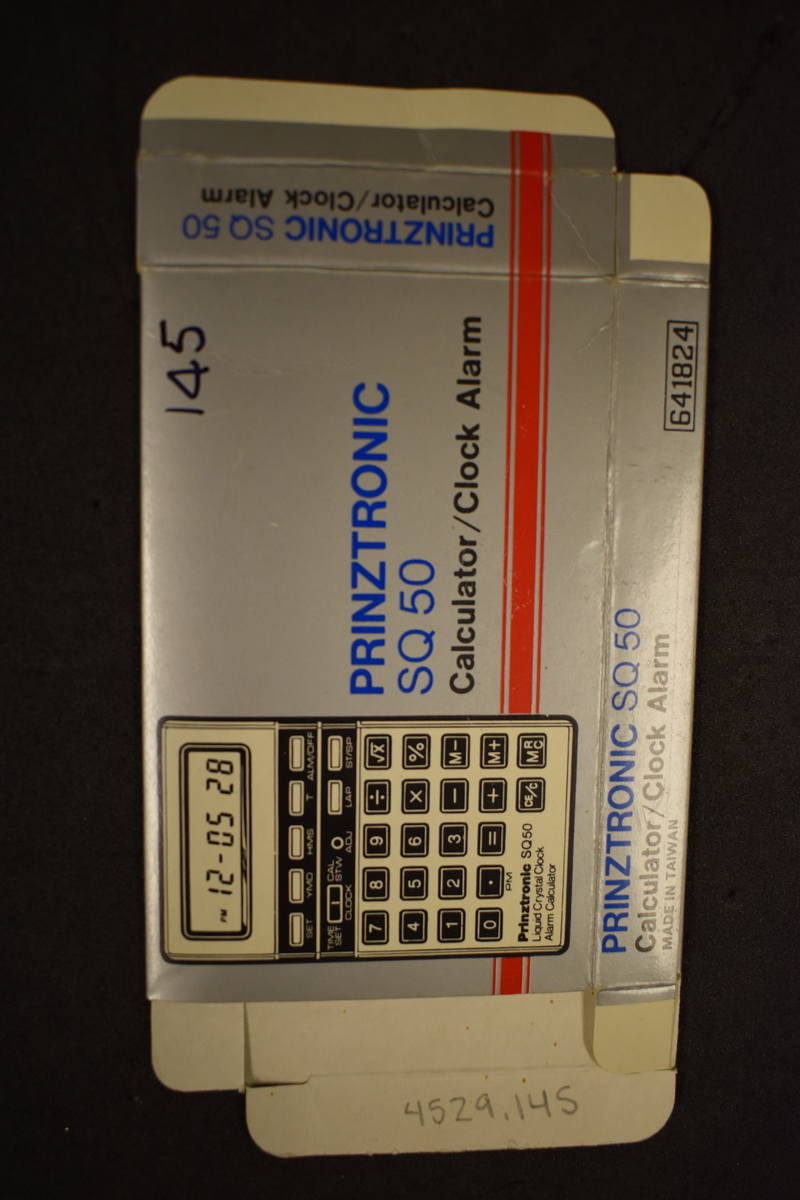 PRINZTRONIC SQ 50
Calculator/Clock Alarm
145
PRINZTRONIC
SQ 50
Calculator/Clock Alarm
PM 12-05 28
SET YMD HMS T ALM/OFF
TIME SET CLOCK CAL STW ADJ LAP ST/SP
7 8 9 ÷ √X
4 5 6 × %
1 2 3 − M−
0 · = + M+
PM
CE/C MRC
Prinztronic SQ50
Liquid Crystal Clock
Alarm Calculator
PRINZTRONIC SQ 50
Calculator/Clock Alarm
MADE IN TAIWAN
641824
4529.145